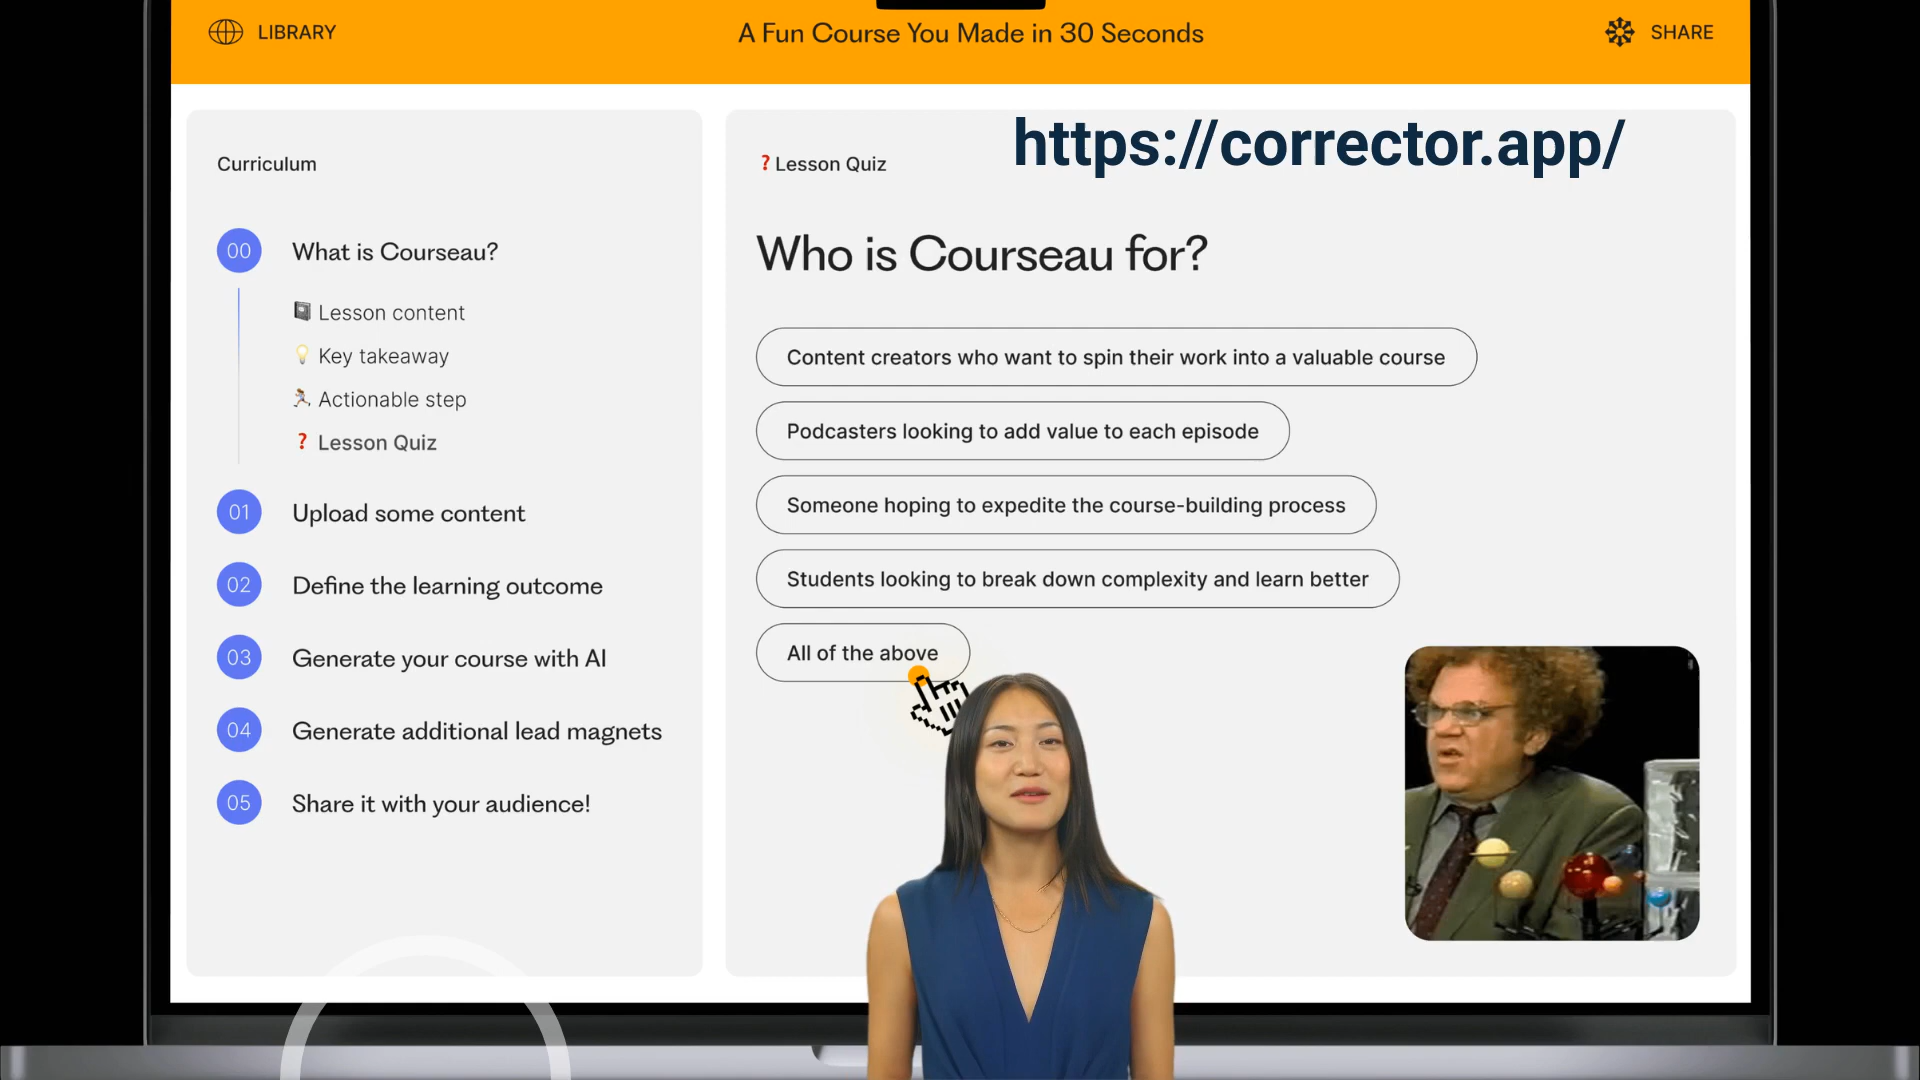 LIBRARY
A Fun Course You Made in 30 Seconds
SHARE
https://corrector.app/
Curriculum
00 What is Courseau?
Lesson content
Key takeaway
Actionable step
❓ Lesson Quiz
01 Upload some content
02 Define the learning outcome
03 Generate your course with AI
04 Generate additional lead magnets
05 Share it with your audience!
❓ Lesson Quiz
Who is Courseau for?
Content creators who want to spin their work into a valuable course
Podcasters looking to add value to each episode
Someone hoping to expedite the course-building process
Students looking to break down complexity and learn better
All of the above